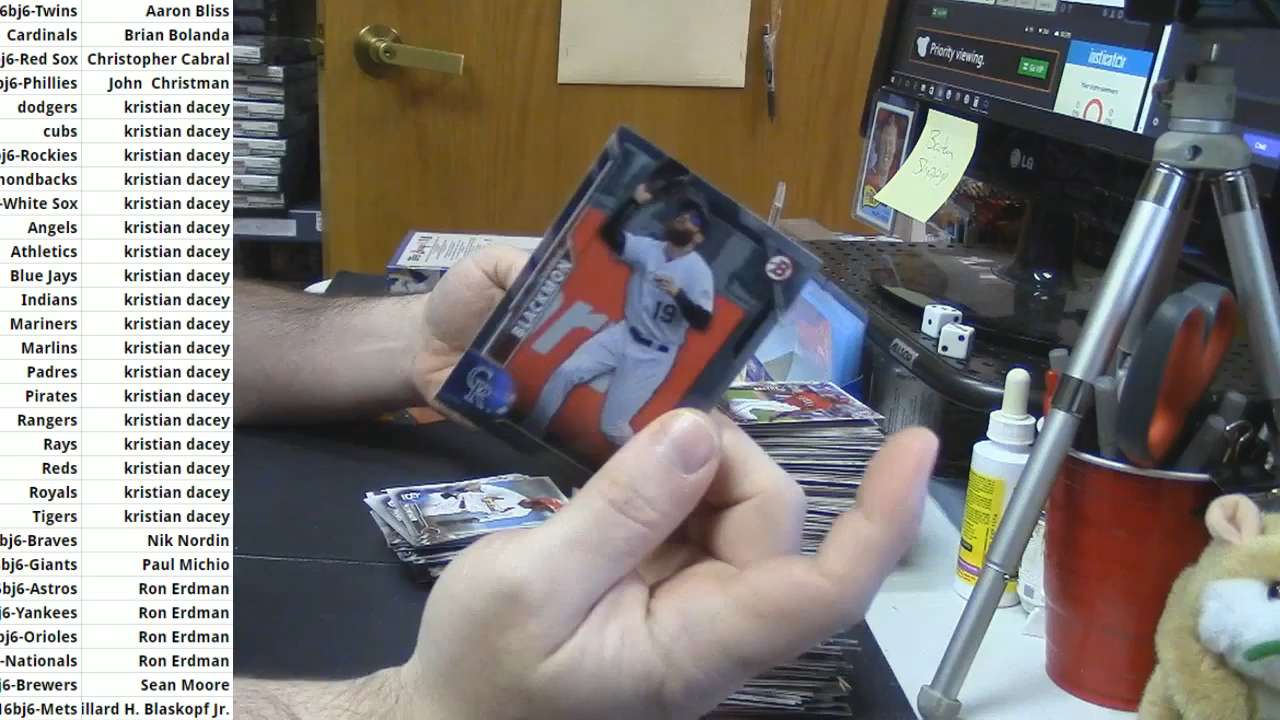 6bj6-Twins Aaron Bliss
Cardinals Brian Bolanda
j6-Red Sox Christopher Cabral
bj6-Phillies John Christman
dodgers kristian dacey
cubs kristian dacey
bj6-Rockies kristian dacey
mondbacks kristian dacey
-White Sox kristian dacey
Angels kristian dacey
Athletics kristian dacey
Blue Jays kristian dacey
Indians kristian dacey
Mariners kristian dacey
Marlins kristian dacey
Padres kristian dacey
Pirates kristian dacey
Rangers kristian dacey
Rays kristian dacey
Reds kristian dacey
Royals kristian dacey
Tigers kristian dacey
bj6-Braves Nik Nordin
bj6-Giants Paul Michio
6bj6-Astros Ron Erdman
j6-Yankees Ron Erdman
bj6-Orioles Ron Erdman
-Nationals Ron Erdman
j6-Brewers Sean Moore
16bj6-Mets illard H. Blaskopf Jr.
Priority viewing.
Go VIP
insticator
LG
BLACKMON
19
B
CR